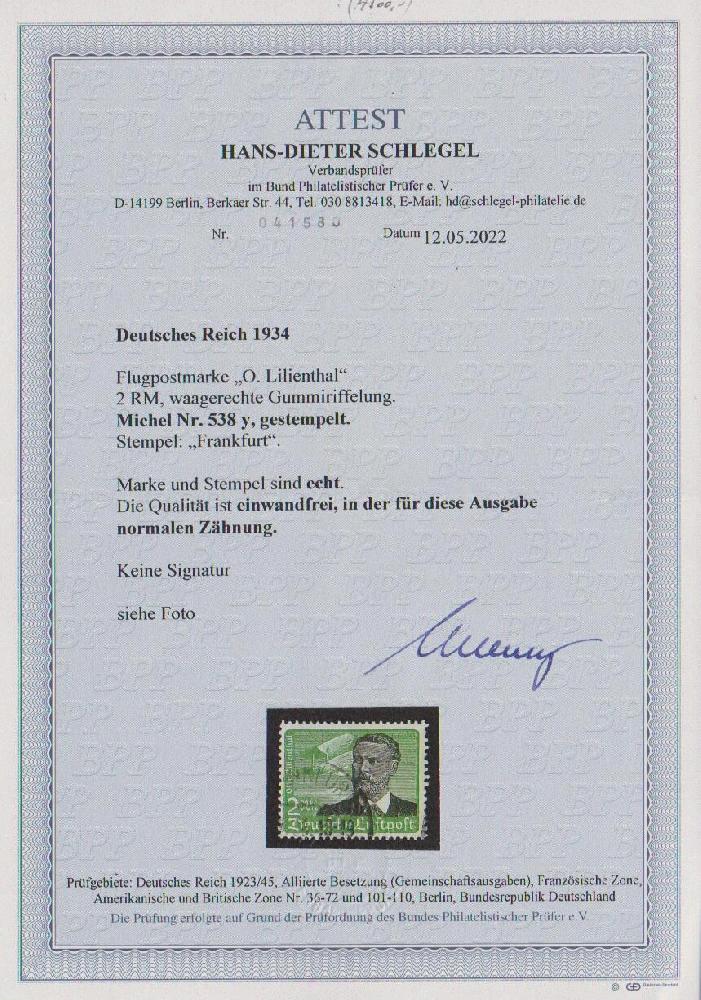 ATTEST
HANS-DIETER SCHLEGEL
Verbandsprüfer
im Bund Philatelistischer Prüfer e. V.
D-14199 Berlin, Berkaer Str. 44, Tel. 030 8813418, E-Mail: hd@schlegel-philatelie.de
041580
Nr. Datum 12.05.2022
Deutsches Reich 1934
Flugpostmarke „O. Lilienthal“
2 RM, waagerechte Gummiriffelung.
Michel Nr. 538 y, gestempelt.
Stempel: „Frankfurt“.
Marke und Stempel sind echt.
Die Qualität ist einwandfrei, in der für diese Ausgabe
normalen Zähnung.
Keine Signatur
siehe Foto
Otto Lilienthal
2
Deutsche Luftpost
Prüfgebiete: Deutsches Reich 1923/45, Alliierte Besetzung (Gemeinschaftsausgaben), Französische Zone,
Amerikanische und Britische Zone Nr. 36-72 und 101-110, Berlin, Bundesrepublik Deutschland
Die Prüfung erfolgte auf Grund der Prüfordnung des Bundes Philatelistischer Prüfer e.V.